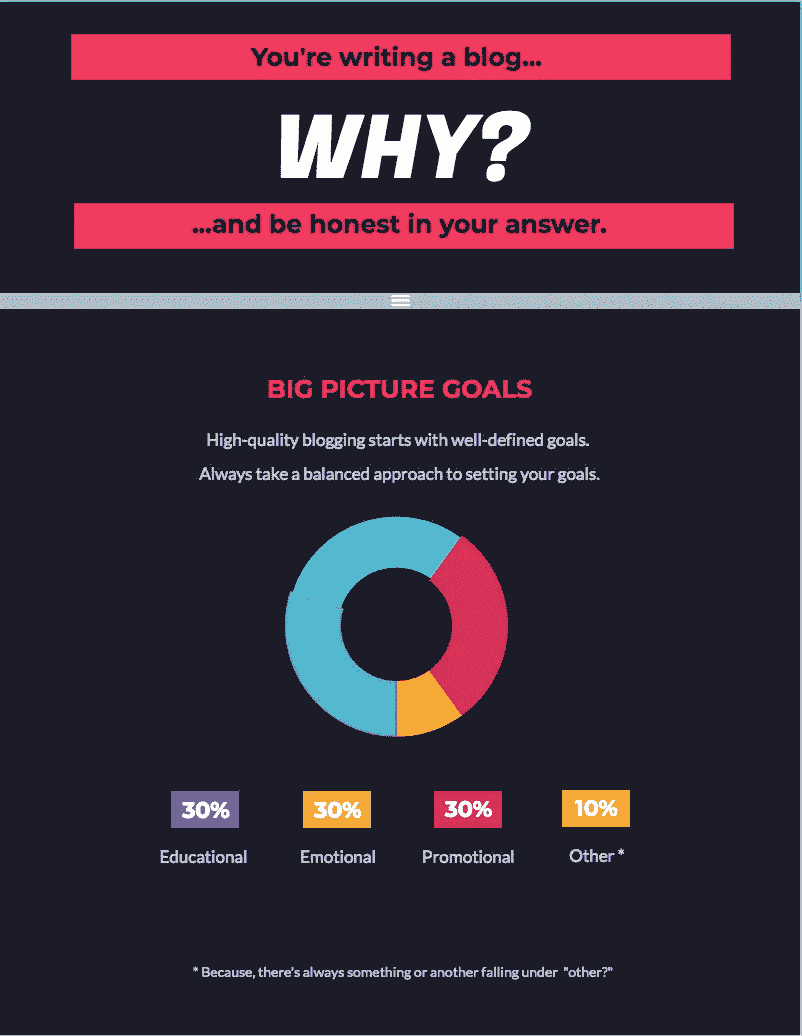 You're writing a blog...
WHY?
...and be honest in your answer.
BIG PICTURE GOALS
High-quality blogging starts with well-defined goals.
Always take a balanced approach to setting your goals.
30% 30% 30% 10%
Educational Emotional Promotional Other *
* Because, there's always something or another falling under "other?"